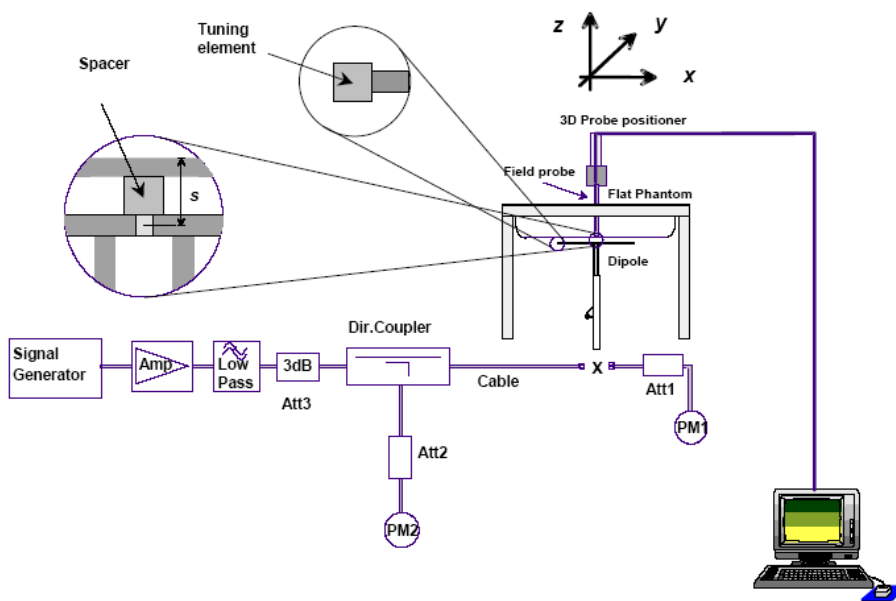 Tuning
element
Spacer
z
y
x
3D Probe positioner
Field probe
Flat Phantom
s
Dipole
Dir.Coupler
Signal
Generator
Amp
Low
Pass
3dB
Att3
Cable
X
Att1
PM1
Att2
PM2